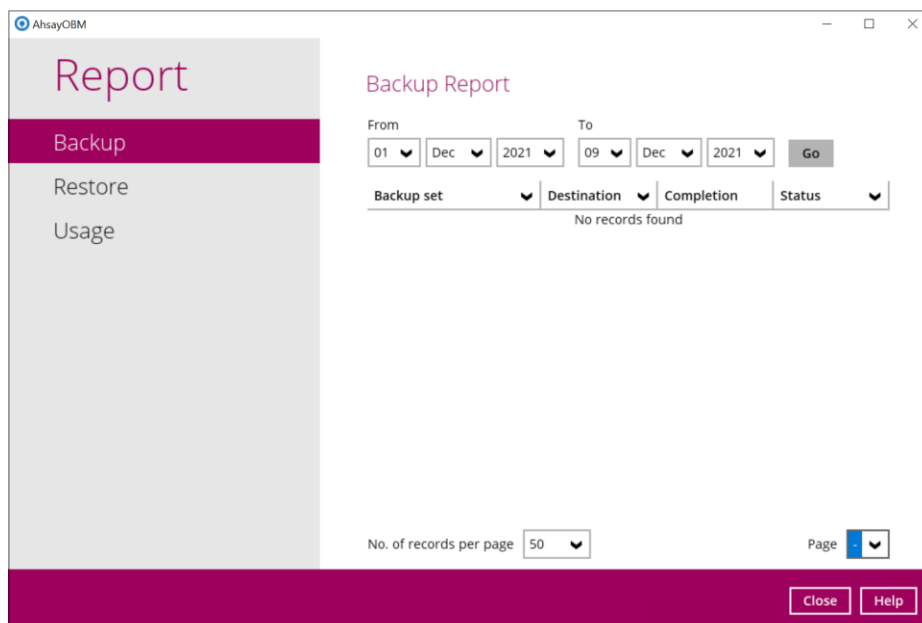 AhsayOBM
Report
Backup
Restore
Usage
Backup Report
From To
01 Dec 2021 09 Dec 2021 Go
Backup set Destination Completion Status
No records found
No. of records per page 50 Page -
Close Help